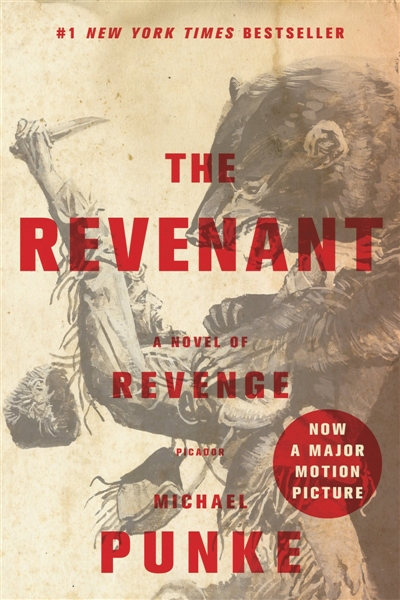 #1 NEW YORK TIMES BESTSELLER
THE
REVENANT
A NOVEL OF
REVENGE
PICADOR
NOW
A MAJOR
MOTION
PICTURE
MICHAEL
PUNKE